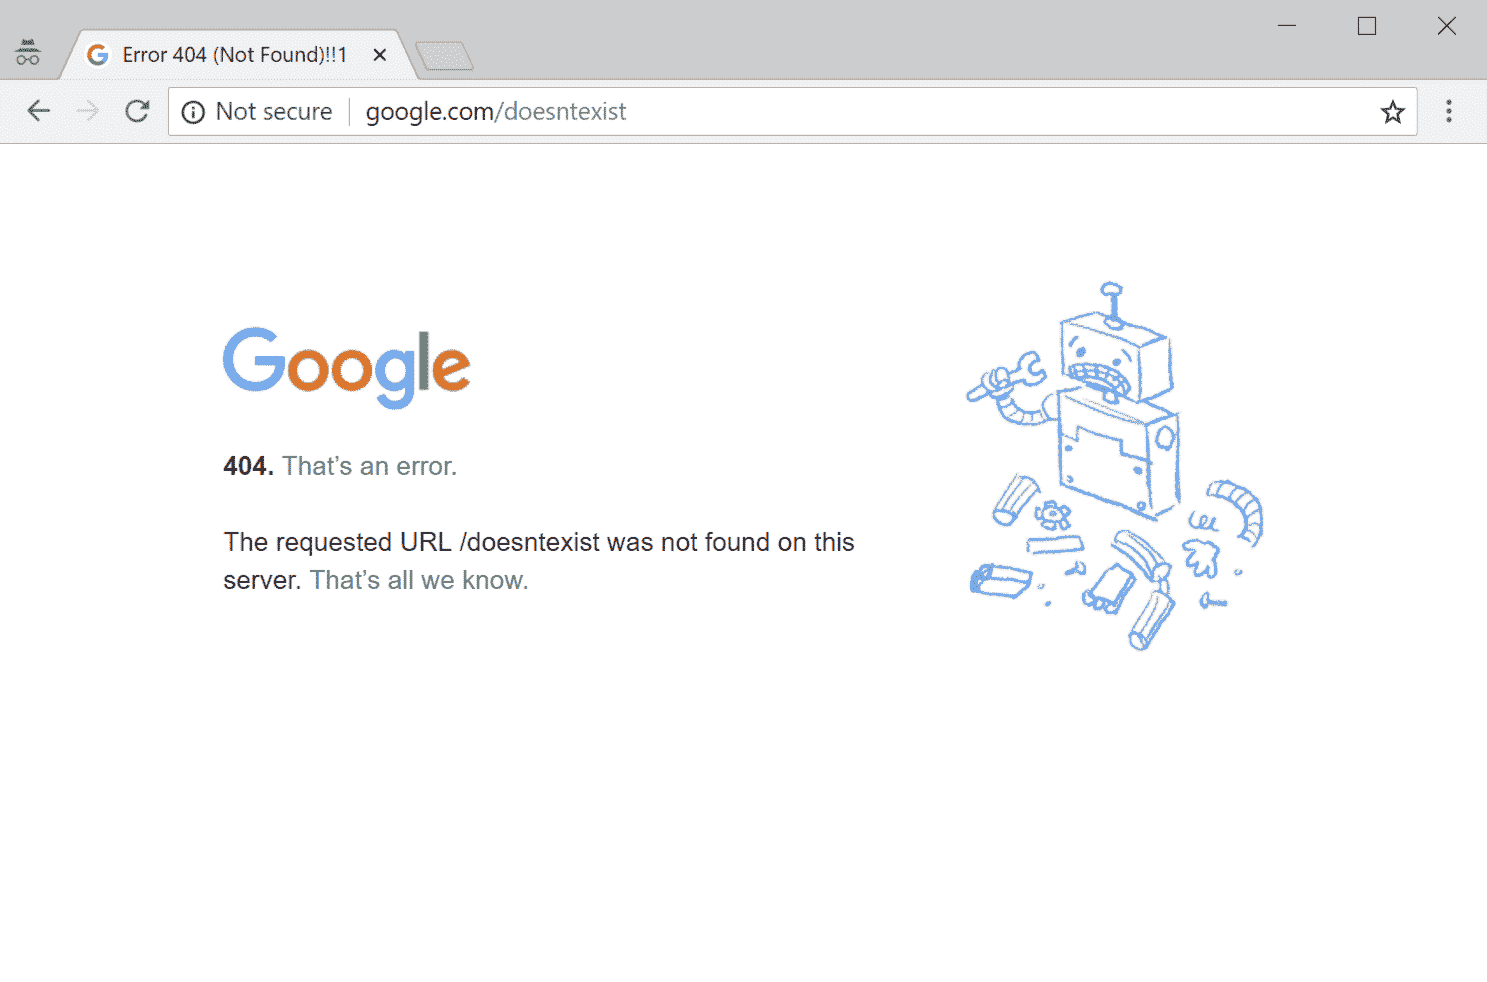 Error 404 (Not Found)!!1
Not secure google.com/doesntexist
Google
404. That’s an error.
The requested URL /doesntexist was not found on this
server. That’s all we know.